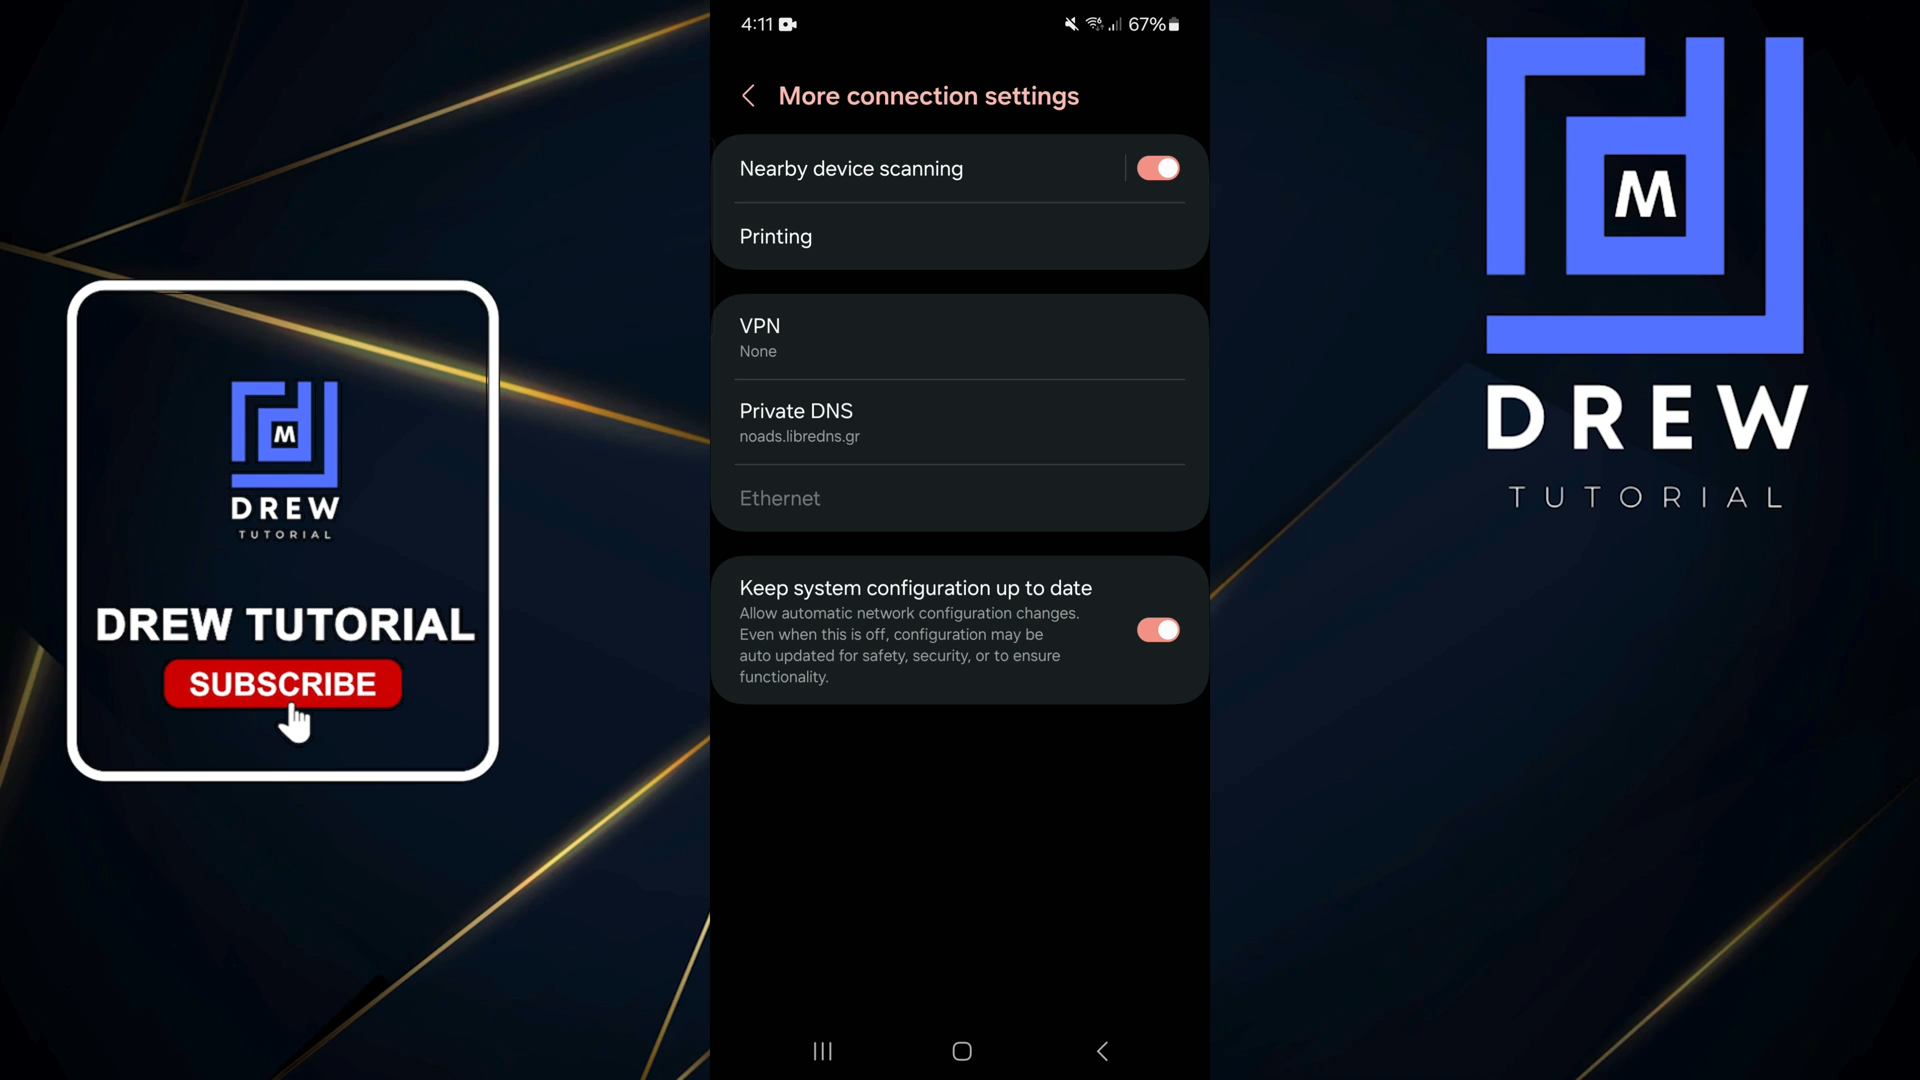 4:11
67%
More connection settings
Nearby device scanning
Printing
VPN
None
Private DNS
noads.libredns.gr
Ethernet
Keep system configuration up to date
Allow automatic network configuration changes.
Even when this is off, configuration may be
auto updated for safety, security, or to ensure
functionality.
M
DREW
TUTORIAL
DREW TUTORIAL
SUBSCRIBE
M
DREW
TUTORIAL